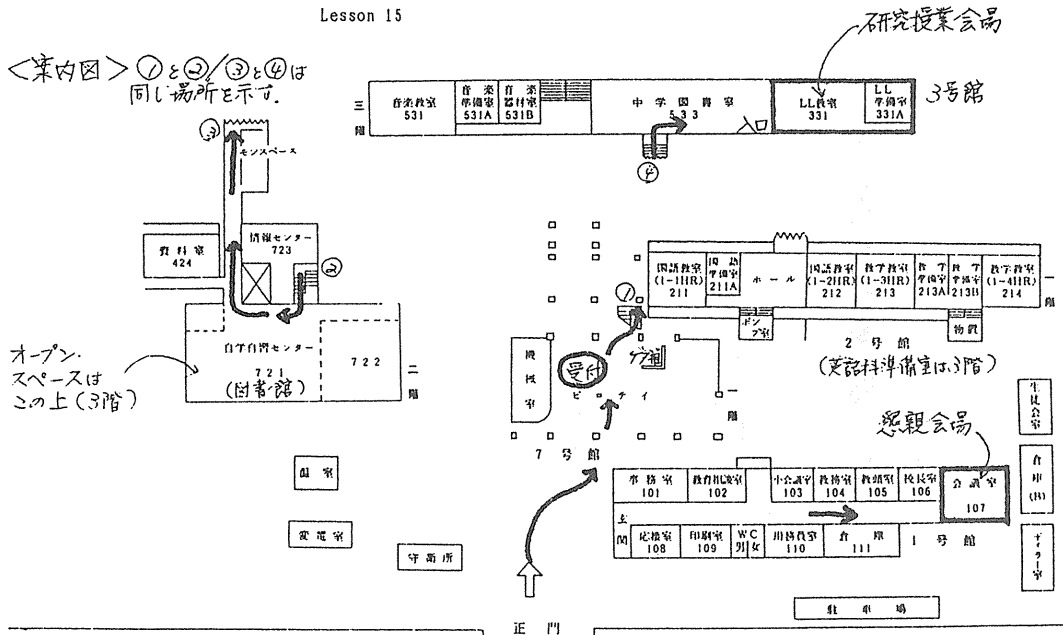 Lesson 15
研究授業会場
<案内図> ①と②/③と④は
同じ場所を示す.
三階
音楽教室
531
音楽準備室
531A
音楽器材室
531B
中学図書室
533
入口
LL教室
331
LL準備室
331A
3号館
③
④
資料室
424
情報センター
723
②
オープン・
スペースは
この上(3階)
自学自習センター
721
(図書館)
722
二階
①
国語教室
(1-1HR)
211
国語準備室
211A
ホール
国語教室
(1-2HR)
212
数学教室
(1-3HR)
213
数学準備室
213A
数学
213B
数学教室
(1-4HR)
214
一階
ポンプ室
物置
2号館
(英語科準備室は3階)
機械室
受付
ピロティ
一階
7号館
懇親会場
生徒会室
倉庫
(B)
ボイラー室
事務室
101
教育相談室
102
小会議室
103
教務室
104
教頭室
105
校長室
106
会議室
107
玄関
応接室
108
印刷室
109
WC
男女
用務員室
110
倉庫
111
1号館
温室
変電室
守衛所
駐車場
正門